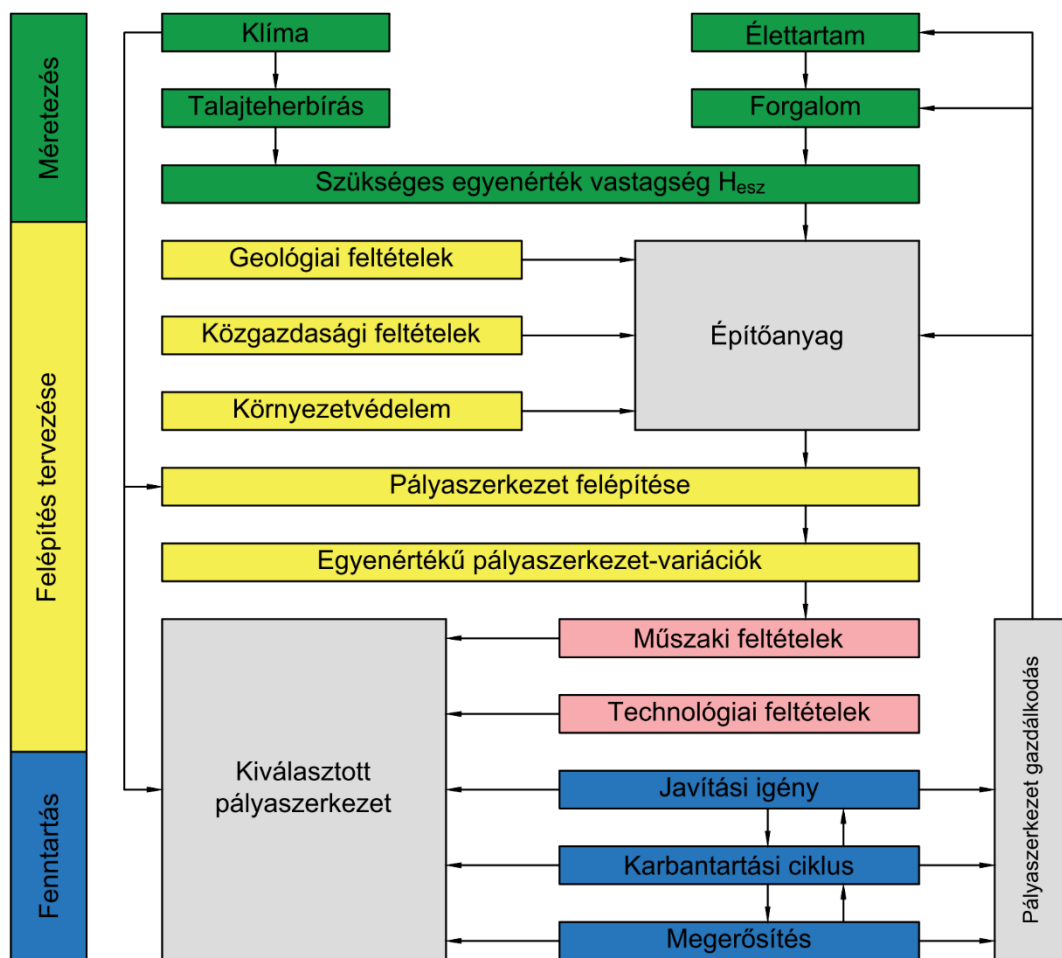 Méretezés
Klíma
Élettartam
Talajteherbírás
Forgalom
Szükséges egyenérték vastagség Hesz
Felépítés tervezése
Geológiai feltételek
Közgazdasági feltételek
Környezetvédelem
Építőanyag
Pályaszerkezet felépítése
Egyenértékű pályaszerkezet-variációk
Műszaki feltételek
Technológiai feltételek
Kiválasztott
pályaszerkezet
Fenntartás
Javítási igény
Karbantartási ciklus
Megerősítés
Pályaszerkezet gazdálkodás